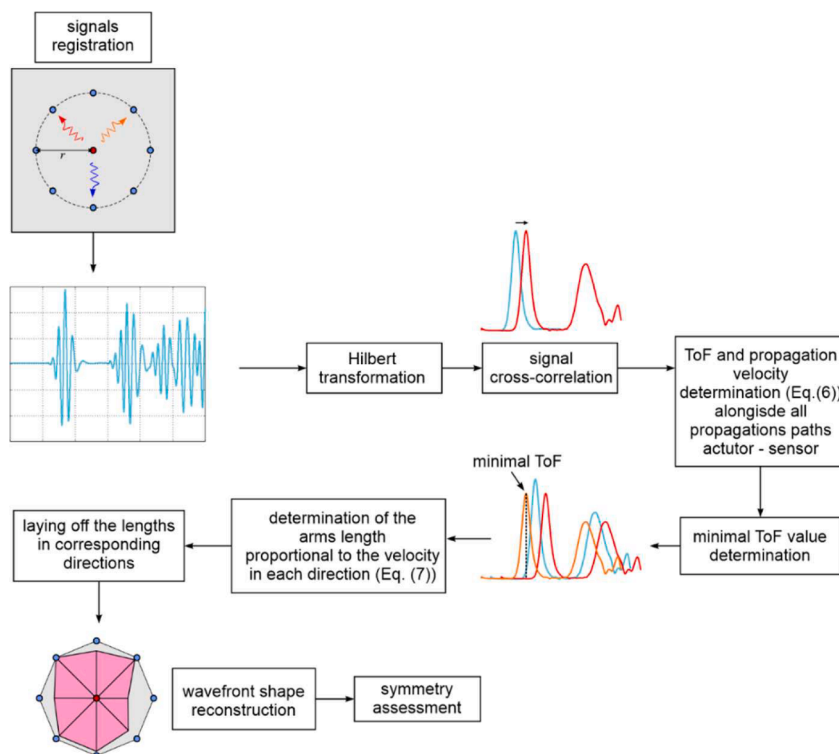 signals
registration
r
Hilbert
transformation
signal
cross-correlation
ToF and propagation
velocity
determination (Eq.(6))
alongisde all
propagations paths
actutor - sensor
minimal ToF value
determination
minimal ToF
determination of the
arms length
proportional to the velocity
in each direction (Eq. (7))
laying off the lengths
in corresponding
directions
wavefront shape
reconstruction
symmetry
assessment